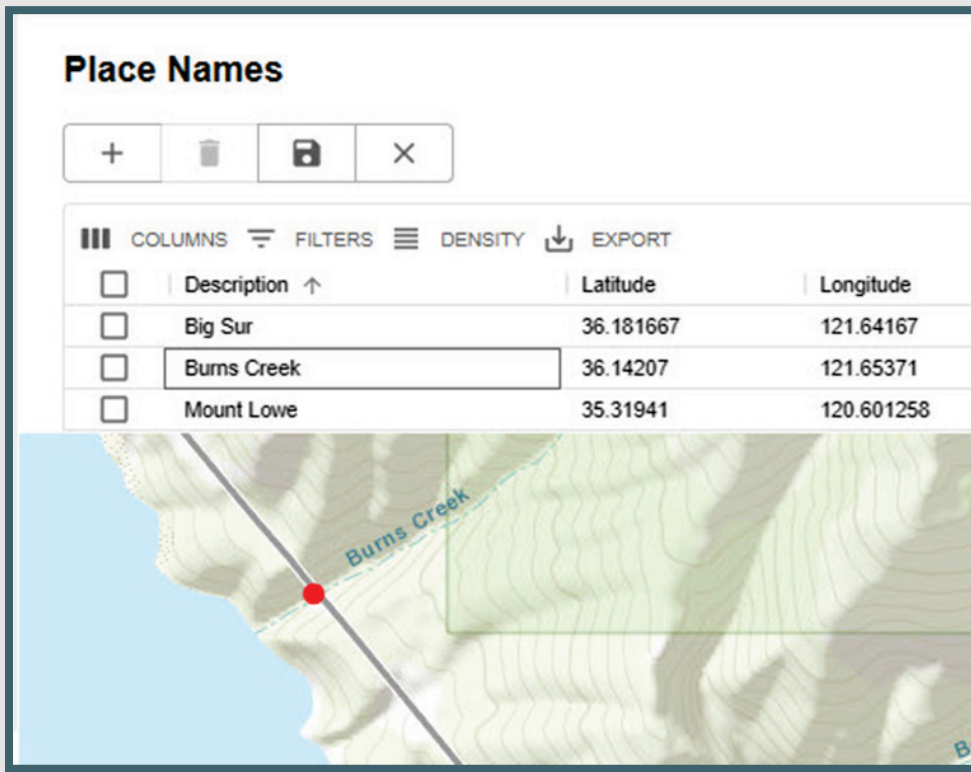 Place Names
COLUMNS FILTERS DENSITY EXPORT
Description Latitude Longitude
Big Sur 36.181667 121.64167
Burns Creek 36.14207 121.65371
Mount Lowe 35.31941 120.601258
Burns Creek